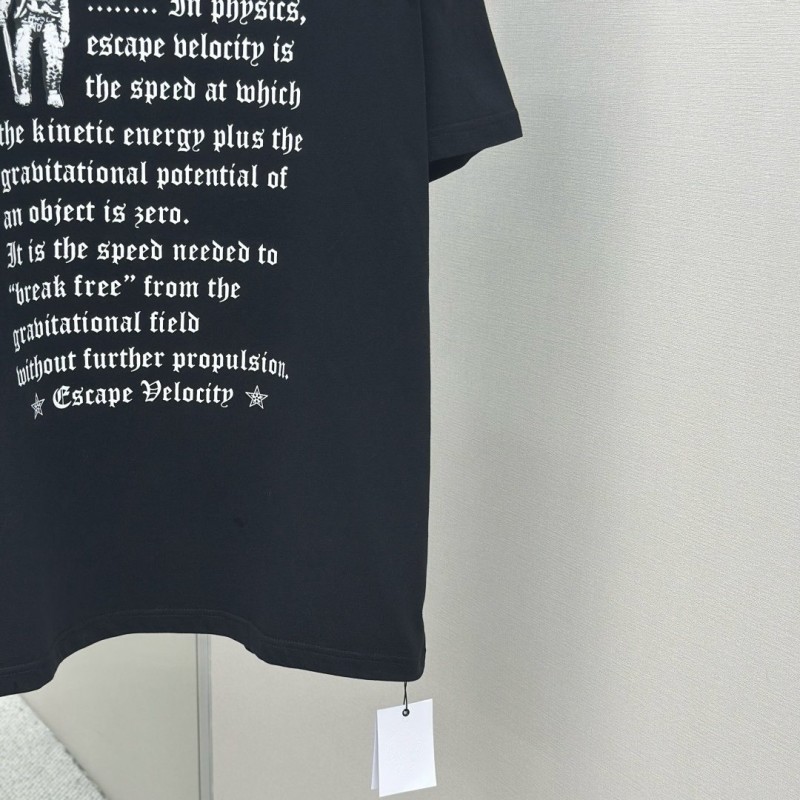 ........ In physics,
escape velocity is
the speed at which
the kinetic energy plus the
gravitational potential of
an object is zero.
It is the speed needed to
“break free” from the
gravitational field
without further propulsion.
Escape Velocity